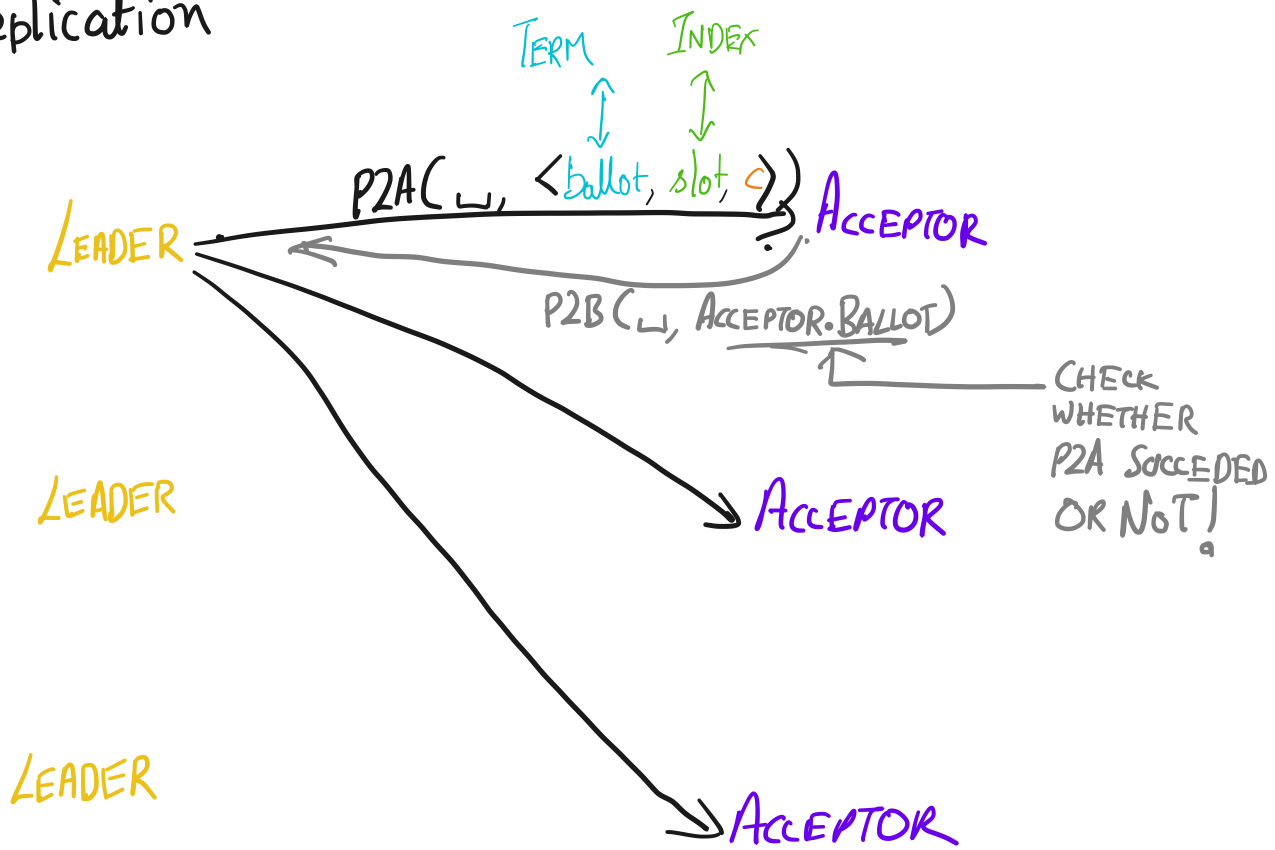 eplication
TERM INDEX
P2A(␣, <ballot, slot, c>)
LEADER ACCEPTOR
P2B(␣, ACCEPTOR.BALLOT)
CHECK
WHETHER
P2A SUCCEDED
OR NOT!
LEADER ACCEPTOR
LEADER ACCEPTOR